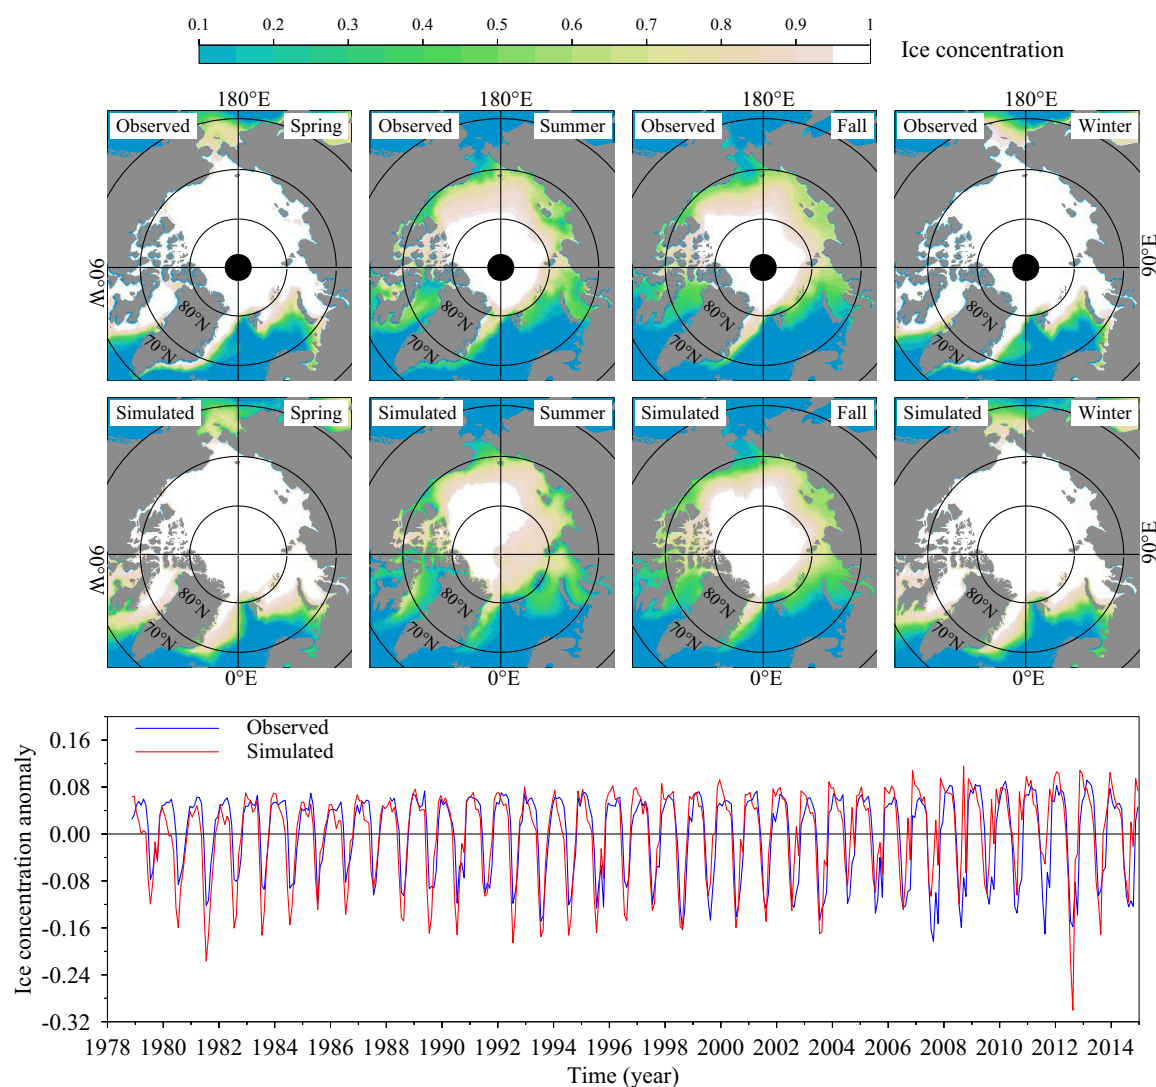 0.1 0.2 0.3 0.4 0.5 0.6 0.7 0.8 0.9 1
Ice concentration
180°E 180°E 180°E 180°E
Observed Spring Observed Summer Observed Fall Observed Winter
90°W 90°E
80°N 80°N 80°N 80°N
70°N 70°N 70°N 70°N
Simulated Spring Simulated Summer Simulated Fall Simulated Winter
90°W 90°E
80°N 80°N 80°N 80°N
70°N 70°N 70°N 70°N
0°E 0°E 0°E 0°E
Ice concentration anomaly
0.16
0.08
0.00
-0.08
-0.16
-0.24
-0.32
Observed
Simulated
1978 1980 1982 1984 1986 1988 1990 1992 1994 1996 1998 2000 2002 2004 2006 2008 2010 2012 2014
Time (year)